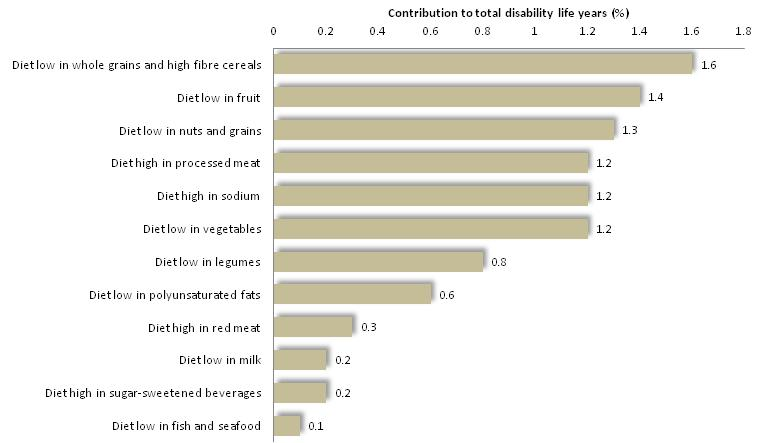 Contribution to total disability life years (%)
0 0.2 0.4 0.6 0.8 1 1.2 1.4 1.6 1.8
Diet low in whole grains and high fibre cereals 1.6
Diet low in fruit 1.4
Diet low in nuts and grains 1.3
Diet high in processed meat 1.2
Diet high in sodium 1.2
Diet low in vegetables 1.2
Diet low in legumes 0.8
Diet low in polyunsaturated fats 0.6
Diet high in red meat 0.3
Diet low in milk 0.2
Diet high in sugar-sweetened beverages 0.2
Diet low in fish and seafood 0.1